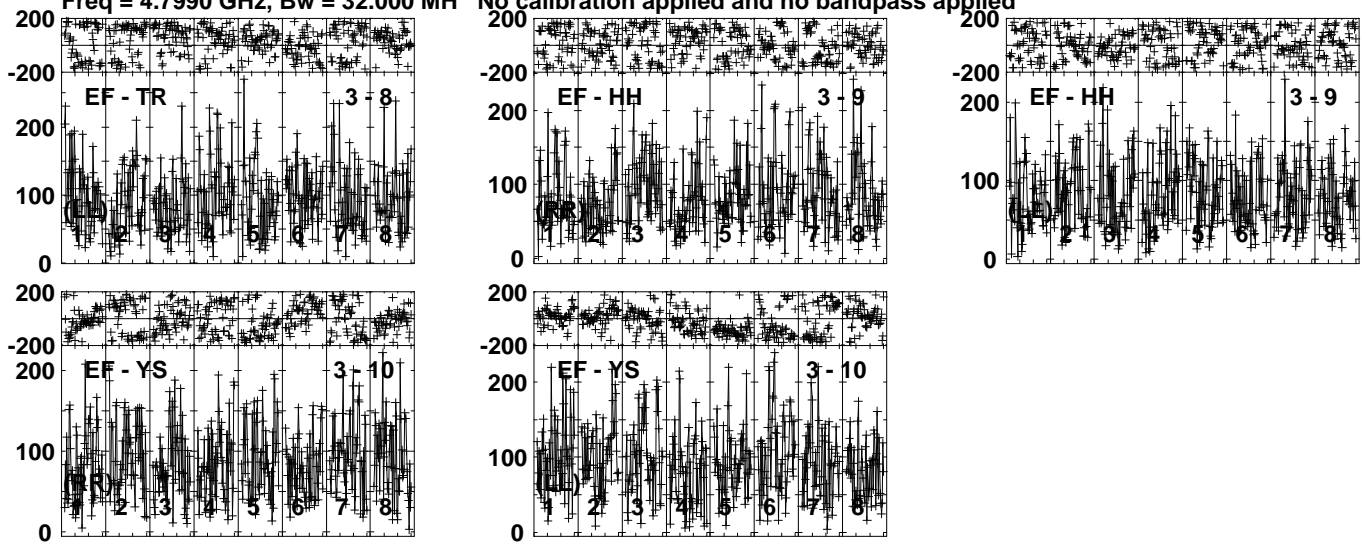 Freq = 4.7990 GHz, Bw = 32.000 MH No calibration applied and no bandpass applied
200
-200
EF - TR 3 - 8
200
100
(LL)
1 2 3 4 5 6 7 8
0
200
-200
EF - HH 3 - 9
200
100
(RR)
1 2 3 4 5 6 7 8
0
200
-200
EF - HH 3 - 9
200
100
(LL)
1 2 3 4 5 6 7 8
0
200
-200
EF - YS 3 - 10
200
100
(RR)
1 2 3 4 5 6 7 8
0
200
-200
EF - YS 3 - 10
200
100
(LL)
1 2 3 4 5 6 7 8
0